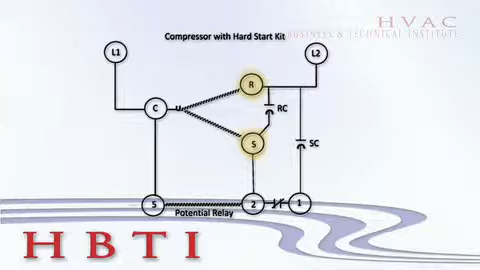 HVAC
Compressor with Hard Start Kit
BUSINESS & TECHNICAL INSTITUTE
L1
L2
R
C
RC
S
SC
5
2
1
Potential Relay
HBTI